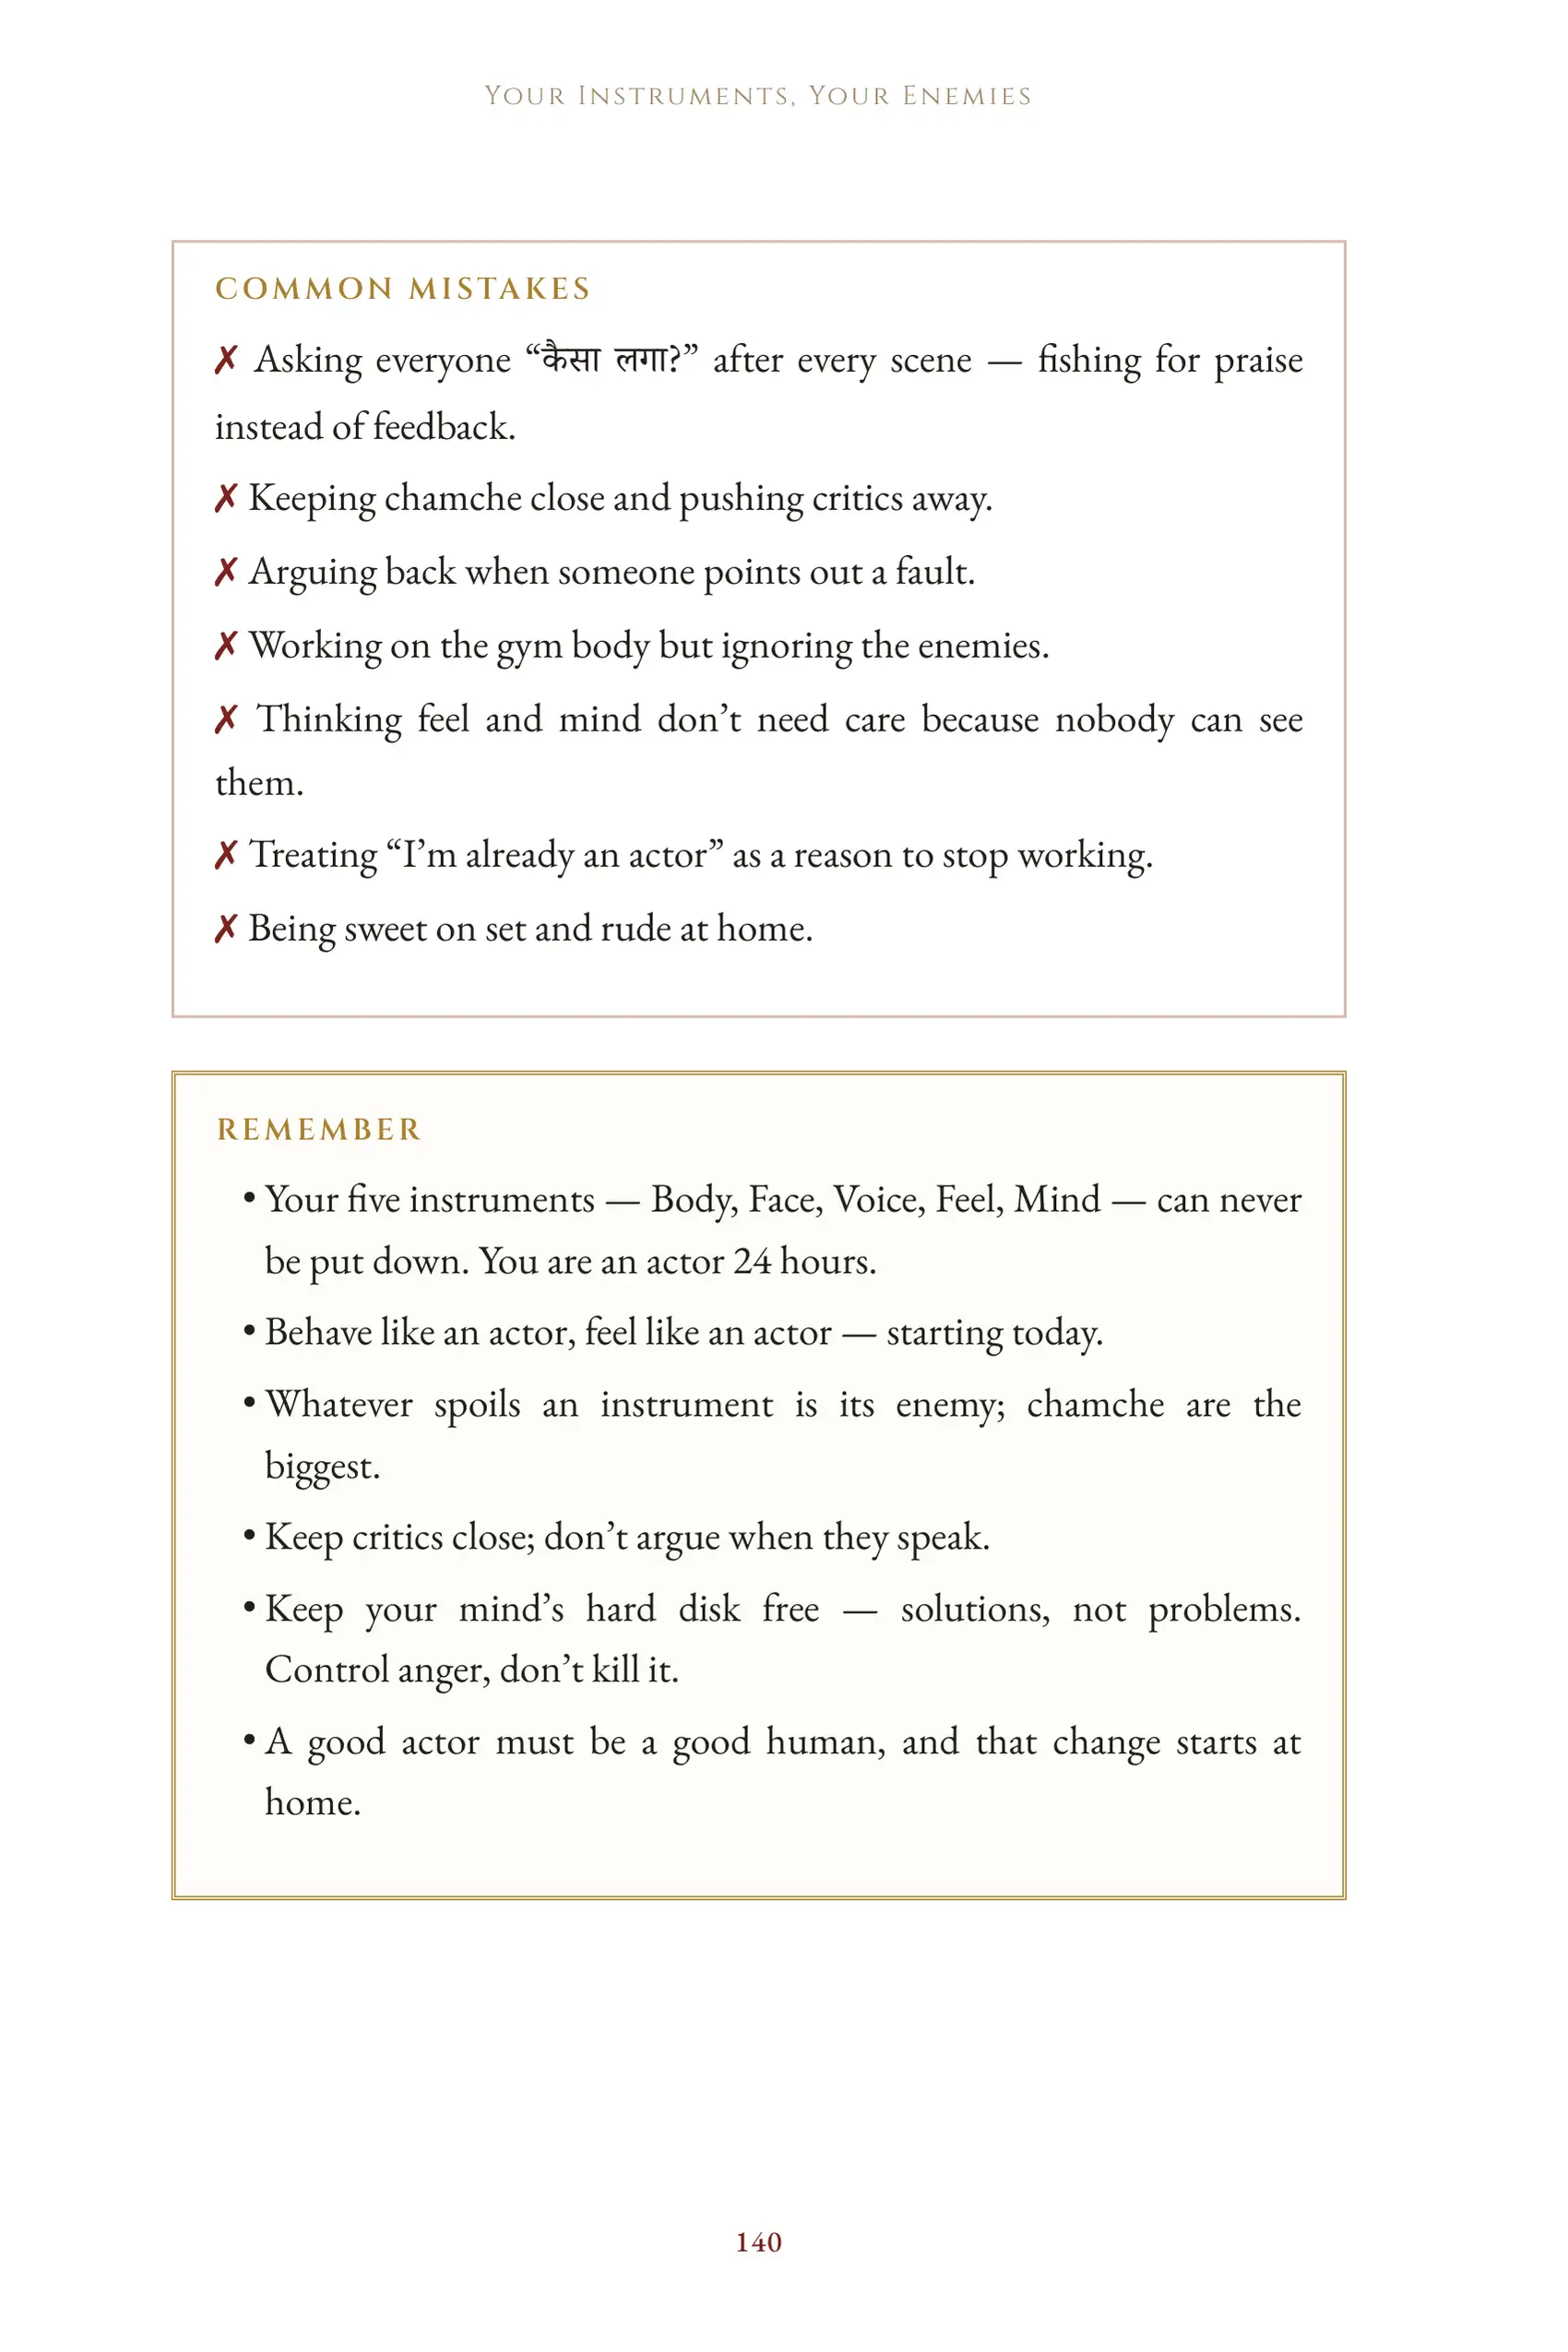 Your Instruments, Your Enemies
COMMON MISTAKES
✗ Asking everyone “कैसा लगा?” after every scene — fishing for praise
instead of feedback.
✗ Keeping chamche close and pushing critics away.
✗ Arguing back when someone points out a fault.
✗ Working on the gym body but ignoring the enemies.
✗ Thinking feel and mind don’t need care because nobody can see
them.
✗ Treating “I’m already an actor” as a reason to stop working.
✗ Being sweet on set and rude at home.
REMEMBER
• Your five instruments — Body, Face, Voice, Feel, Mind — can never
be put down. You are an actor 24 hours.
• Behave like an actor, feel like an actor — starting today.
• Whatever spoils an instrument is its enemy; chamche are the
biggest.
• Keep critics close; don’t argue when they speak.
• Keep your mind’s hard disk free — solutions, not problems.
Control anger, don’t kill it.
• A good actor must be a good human, and that change starts at
home.
140